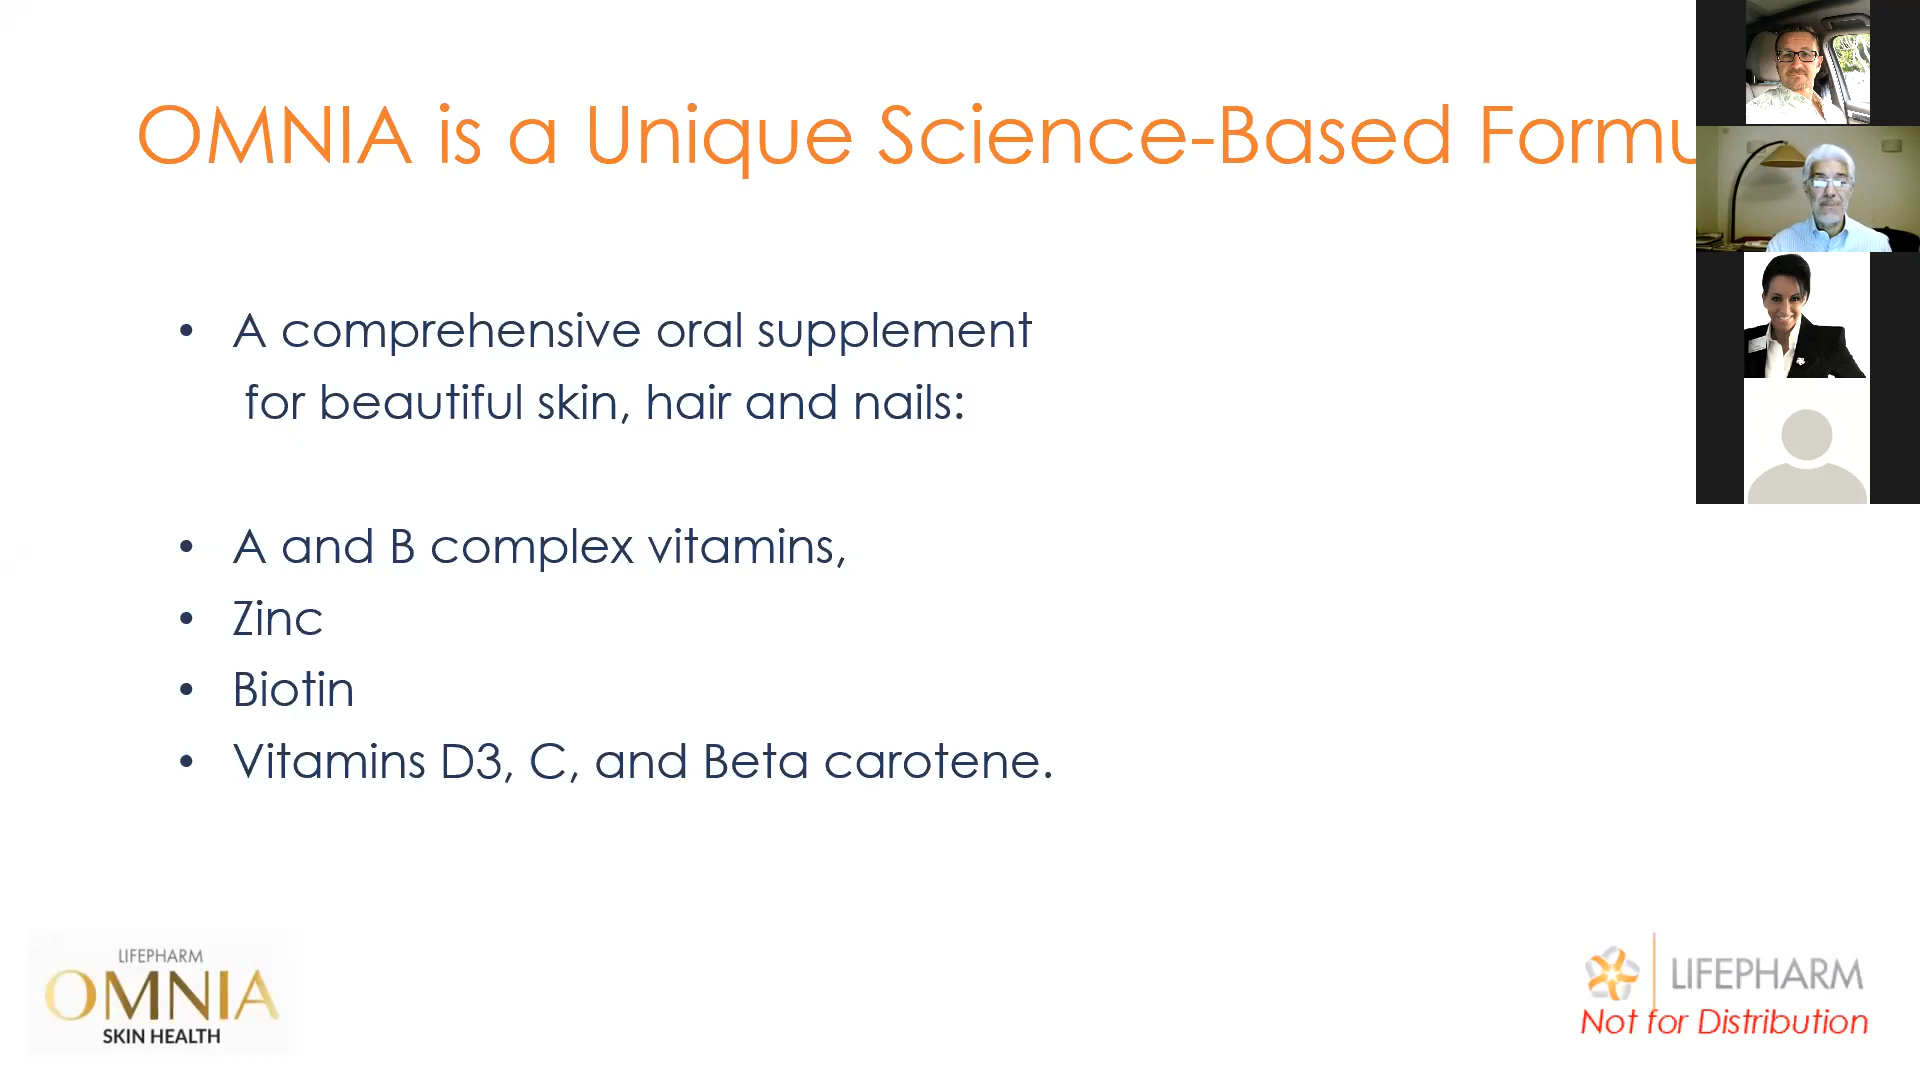 OMNIA is a Unique Science-Based Formu
• A comprehensive oral supplement
for beautiful skin, hair and nails:
• A and B complex vitamins,
• Zinc
• Biotin
• Vitamins D3, C, and Beta carotene.
LIFEPHARM
OMNIA
SKIN HEALTH
LIFEPHARM
Not for Distribution